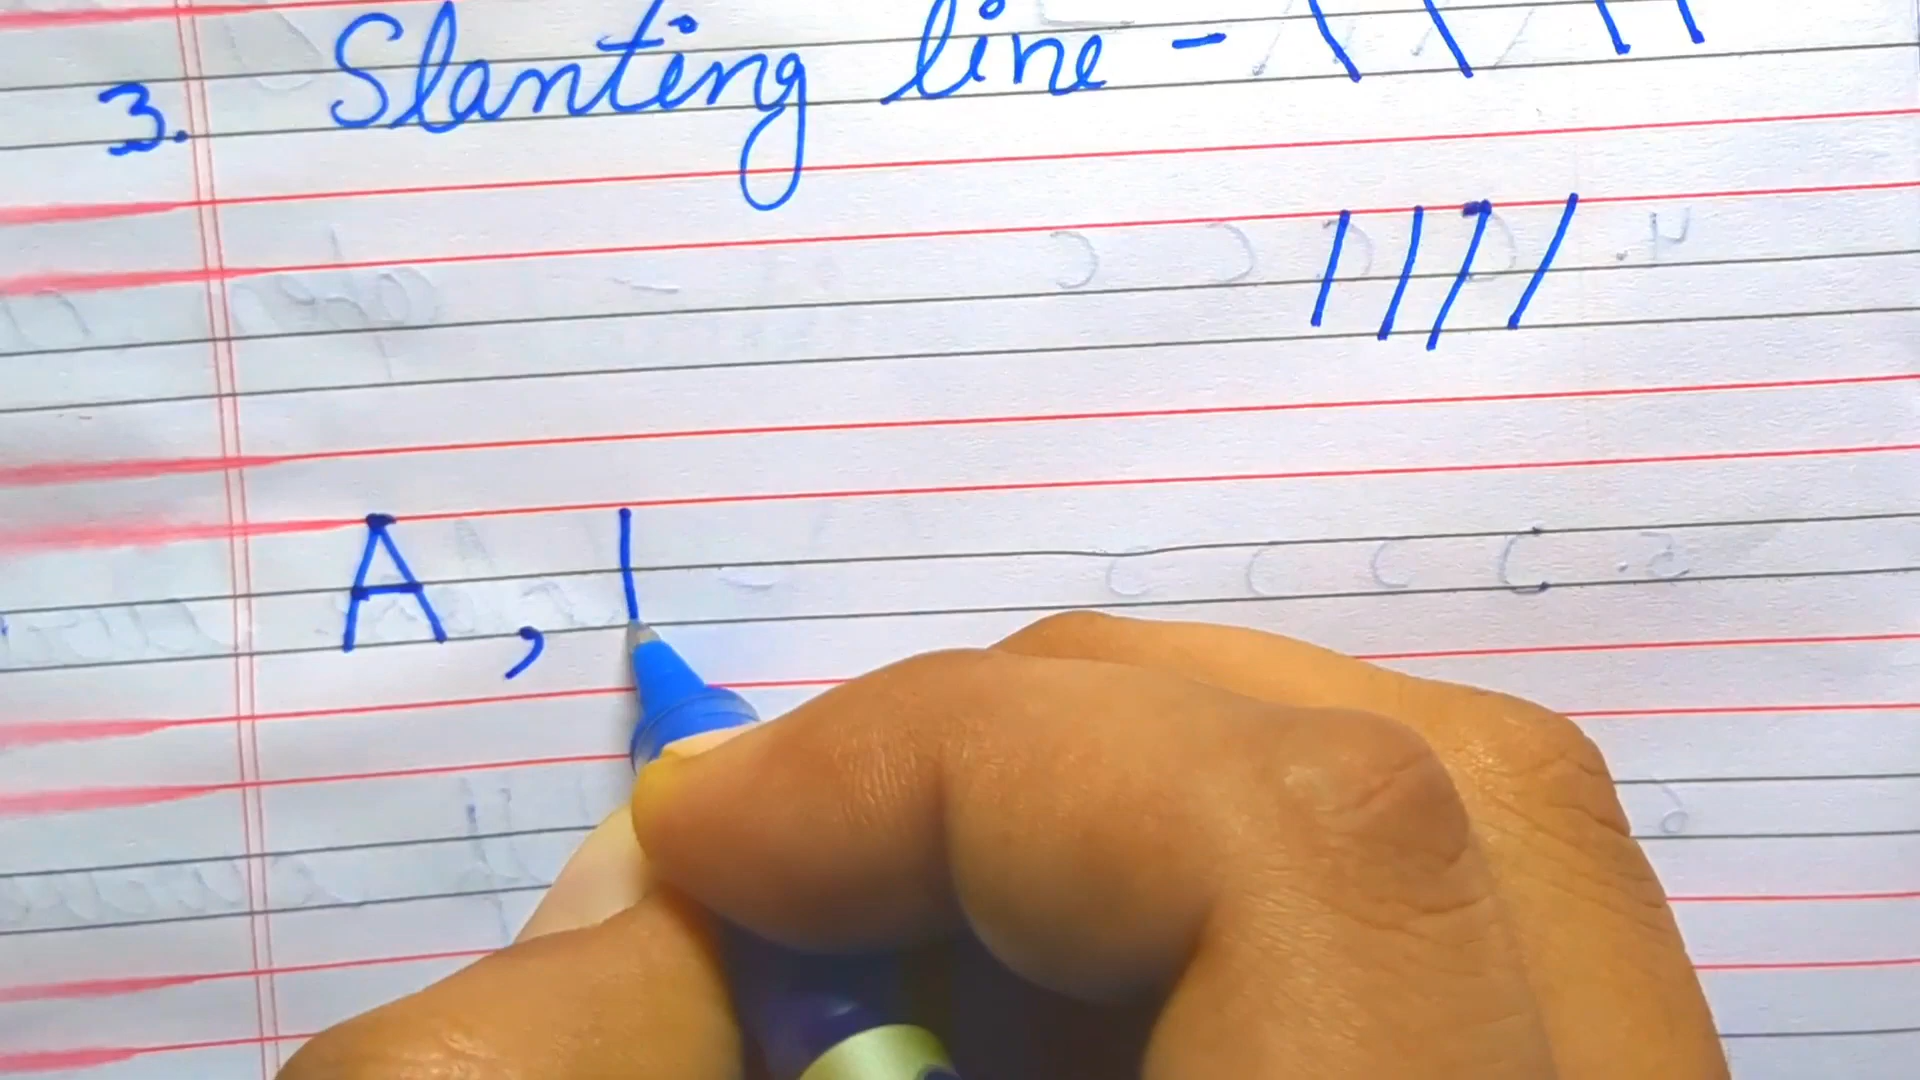 3. Slanting line - \ \ \ \
/ / / /
A, l